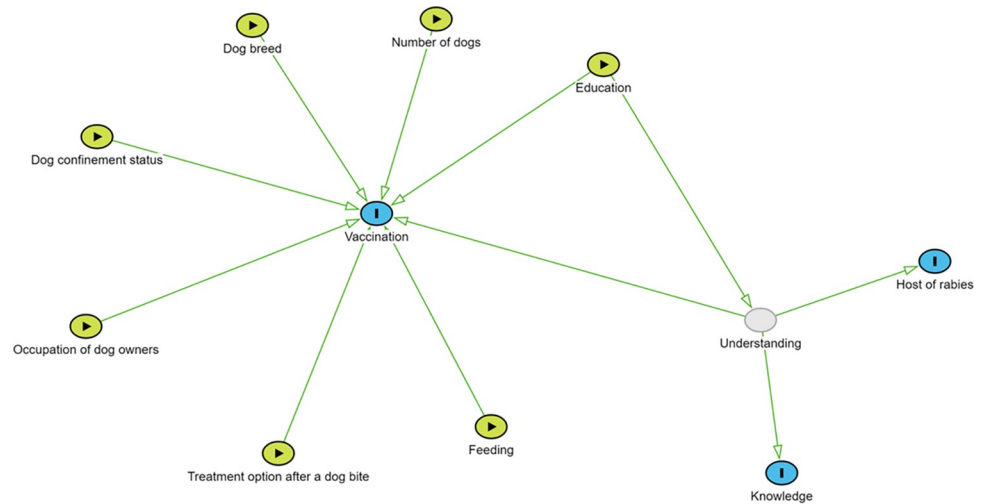 Number of dogs
Dog breed
Education
Dog confinement status
Vaccination
Host of rabies
Understanding
Occupation of dog owners
Feeding
Treatment option after a dog bite
Knowledge